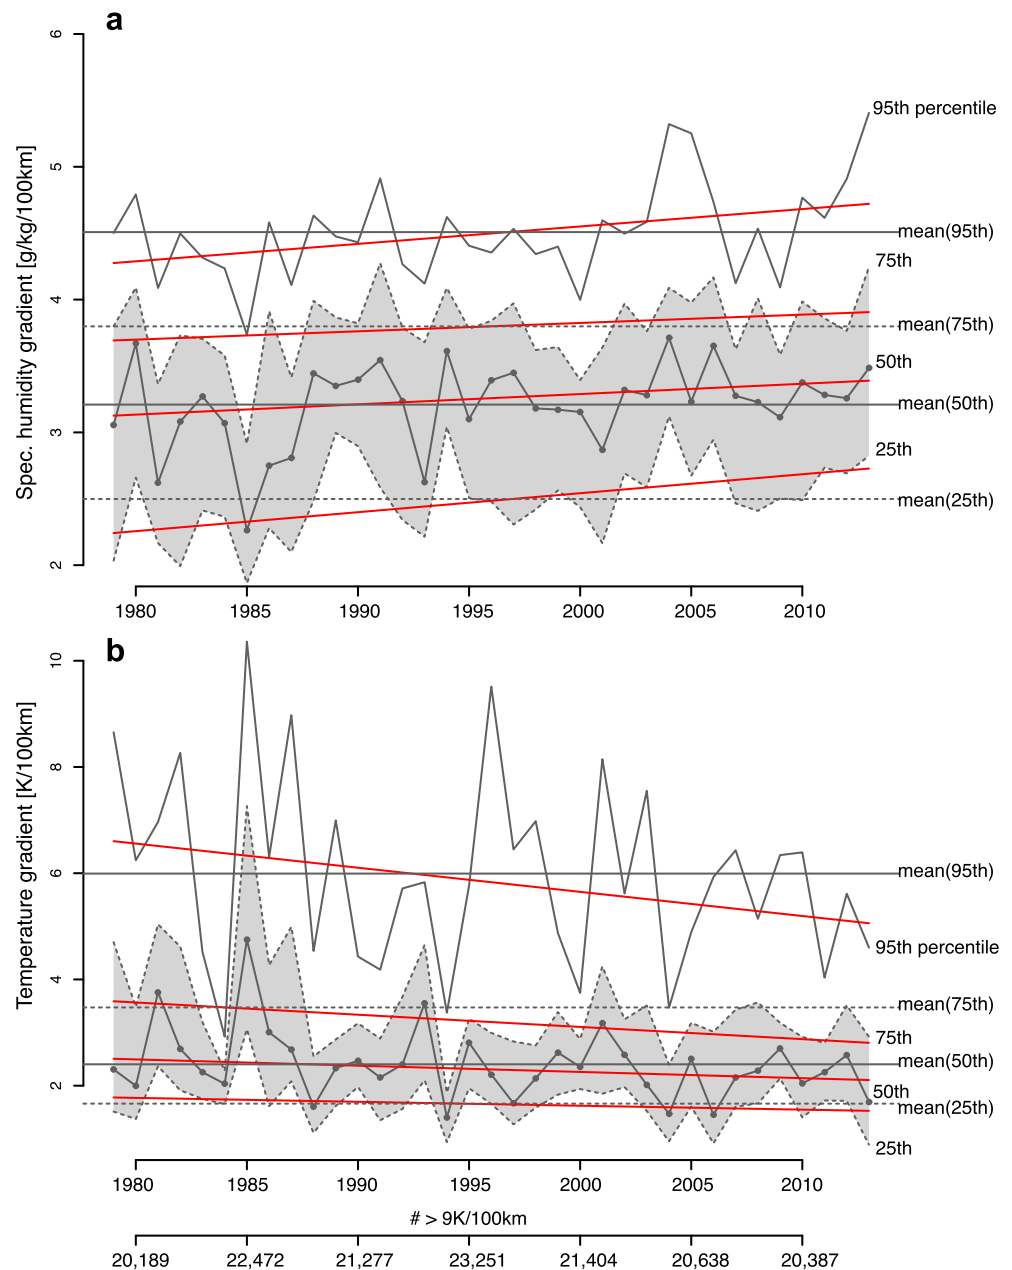 a
6
5
4
3
2
Spec. humidity gradient [g/kg/100km]
95th percentile
mean(95th)
75th
mean(75th)
50th
mean(50th)
25th
mean(25th)
1980 1985 1990 1995 2000 2005 2010
b
10
8
6
4
2
Temperature gradient [K/100km]
mean(95th)
95th percentile
mean(75th)
75th
mean(50th)
50th
mean(25th)
25th
1980 1985 1990 1995 2000 2005 2010
# > 9K/100km
20,189 22,472 21,277 23,251 21,404 20,638 20,387